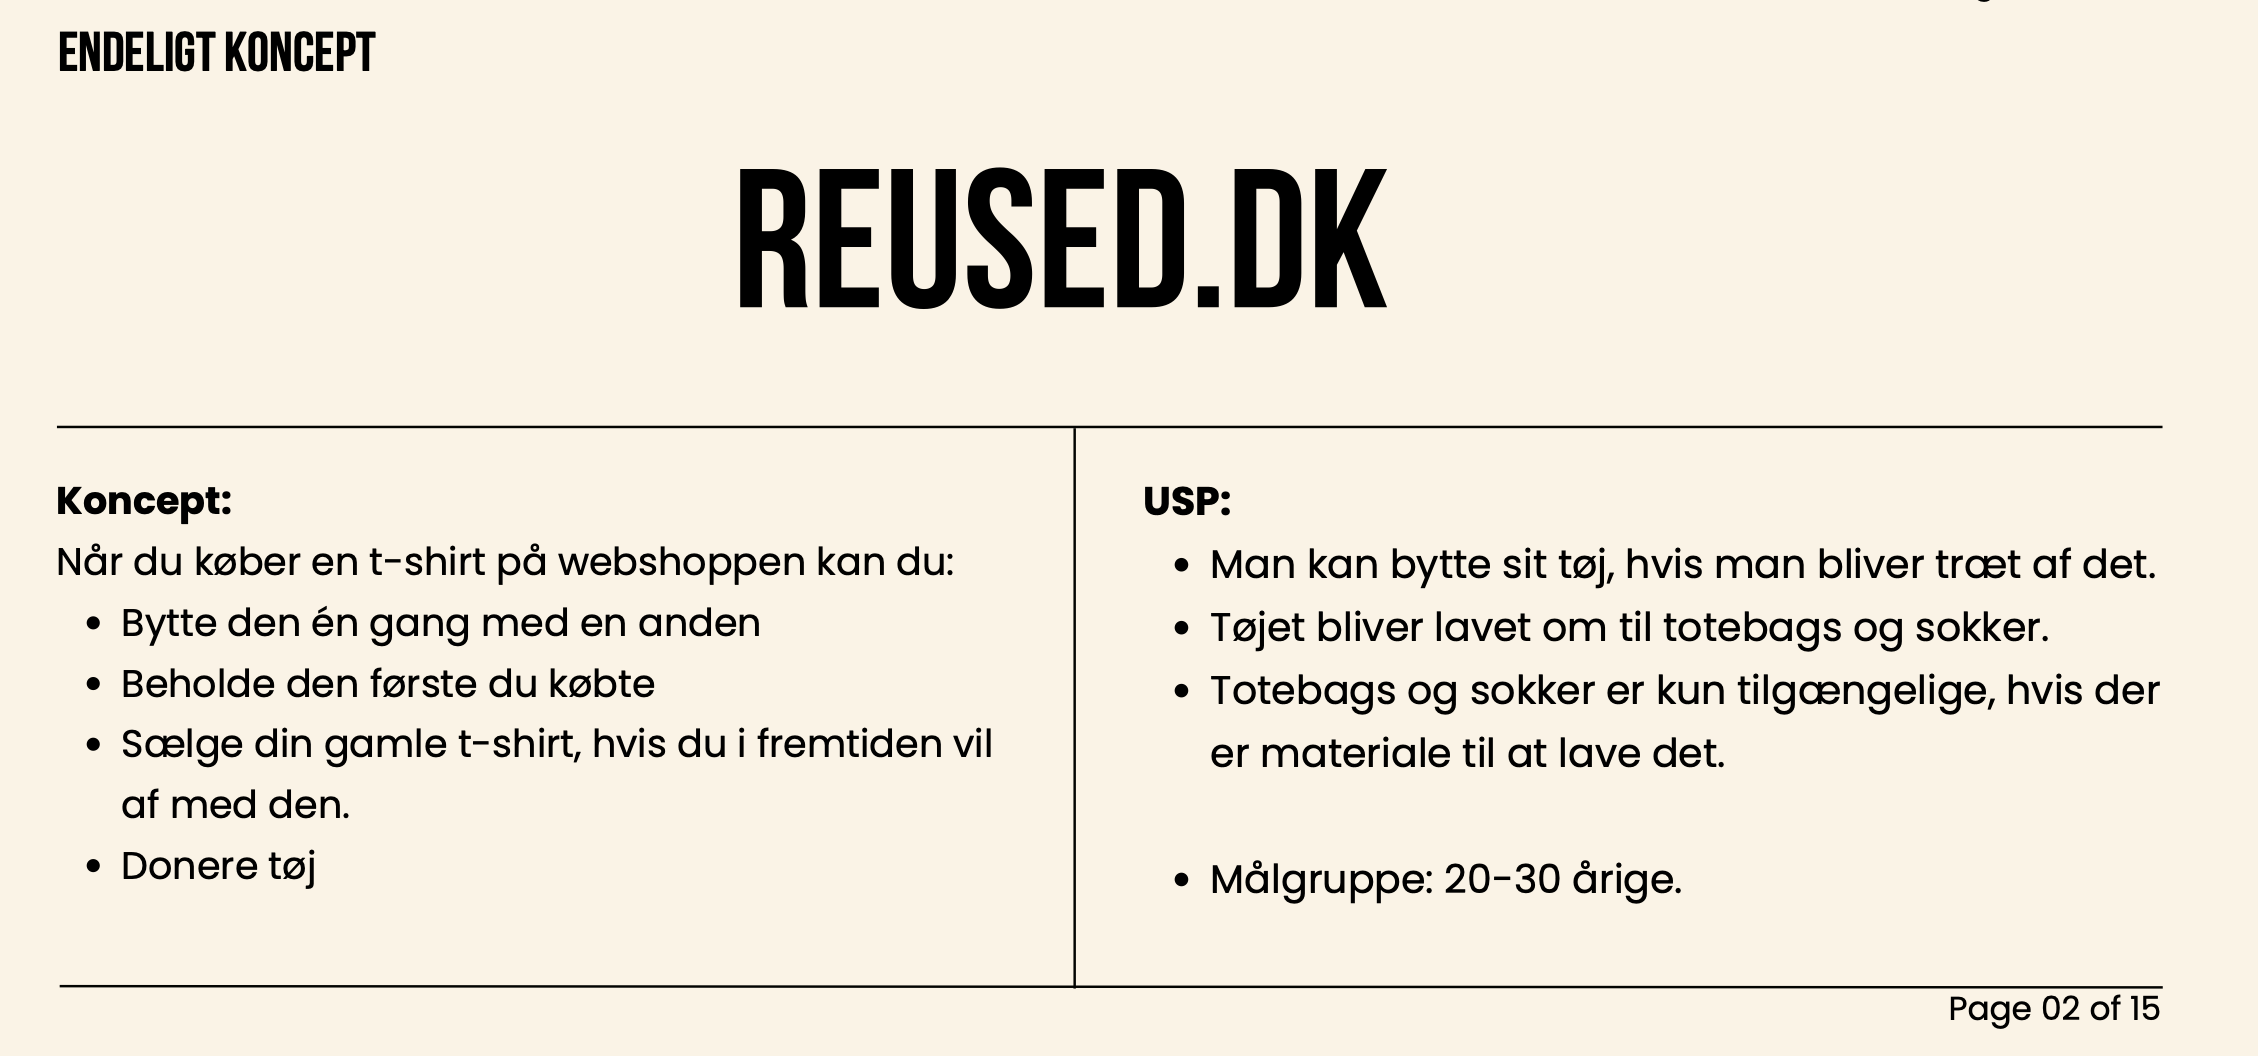 ENDELIGT KONCEPT
REUSED.DK
Koncept:
Når du køber en t-shirt på webshoppen kan du:
• Bytte den én gang med en anden
• Beholde den første du købte
• Sælge din gamle t-shirt, hvis du i fremtiden vil
af med den.
• Donere tøj
USP:
• Man kan bytte sit tøj, hvis man bliver træt af det.
• Tøjet bliver lavet om til totebags og sokker.
• Totebags og sokker er kun tilgængelige, hvis der
er materiale til at lave det.
• Målgruppe: 20-30 årige.
Page 02 of 15